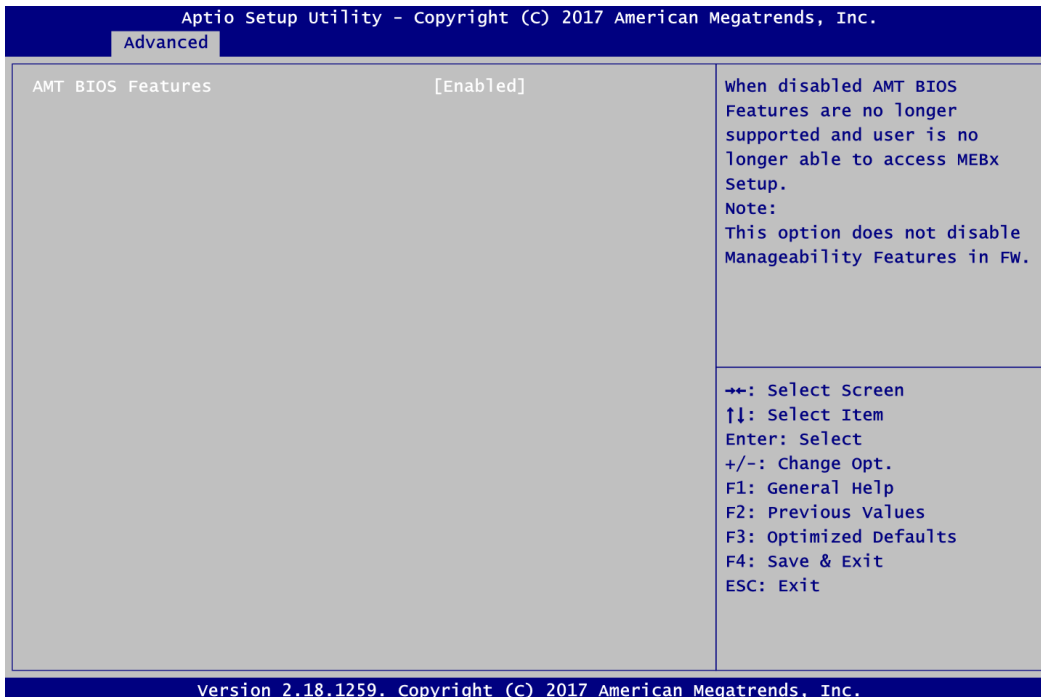 Aptio Setup Utility - Copyright (C) 2017 American Megatrends, Inc.
Advanced
AMT BIOS Features [Enabled]
When disabled AMT BIOS
Features are no longer
supported and user is no
longer able to access MEBx
Setup.
Note:
This option does not disable
Manageability Features in FW.
→←: Select Screen
↑↓: Select Item
Enter: Select
+/-: Change Opt.
F1: General Help
F2: Previous Values
F3: Optimized Defaults
F4: Save & Exit
ESC: Exit
Version 2.18.1259. Copyright (C) 2017 American Megatrends, Inc.